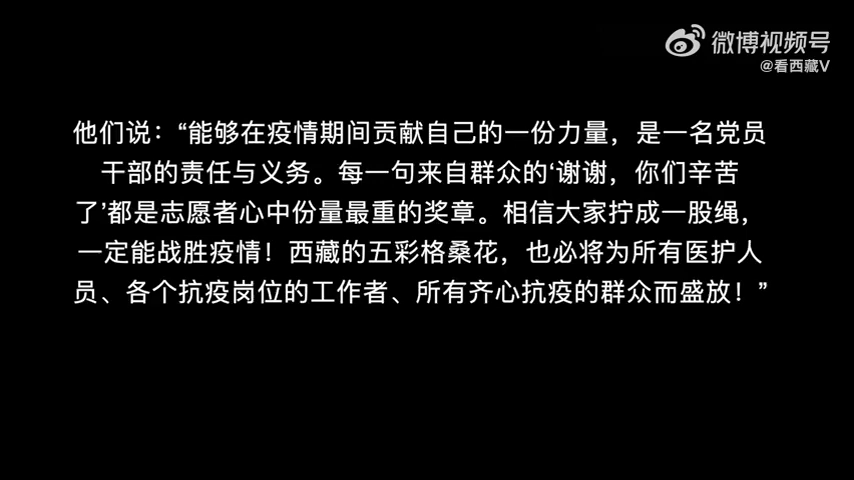 微博视频号
@看西藏V
他们说：“能够在疫情期间贡献自己的一份力量，是一名党员
干部的责任与义务。每一句来自群众的‘谢谢，你们辛苦
了’都是志愿者心中份量最重的奖章。相信大家拧成一股绳，
一定能战胜疫情！西藏的五彩格桑花，也必将为所有医护人
员、各个抗疫岗位的工作者、所有齐心抗疫的群众而盛放！”